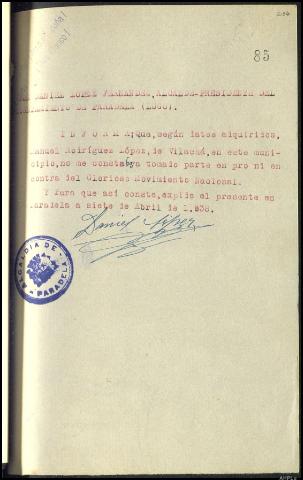 85
DANIEL LOPEZ FERNANDEZ, ALCALDE-PRESIDENTE DEL
AYUNTAMIENTO DE PARADELA (LUGO).
I N F O R M A; que, según datos alquiridos,
Manuel Rodríguez López, de Vilachá, en este muni-
cipio, no me consta haya tomado parte en pro ni en
contra del Glorioso Movimiento Nacional.
Y para que así conste, expido el presente en
Paradela a siete de Abril de 1.938.
Daniel López
ALCALDIA DE
PARADELA